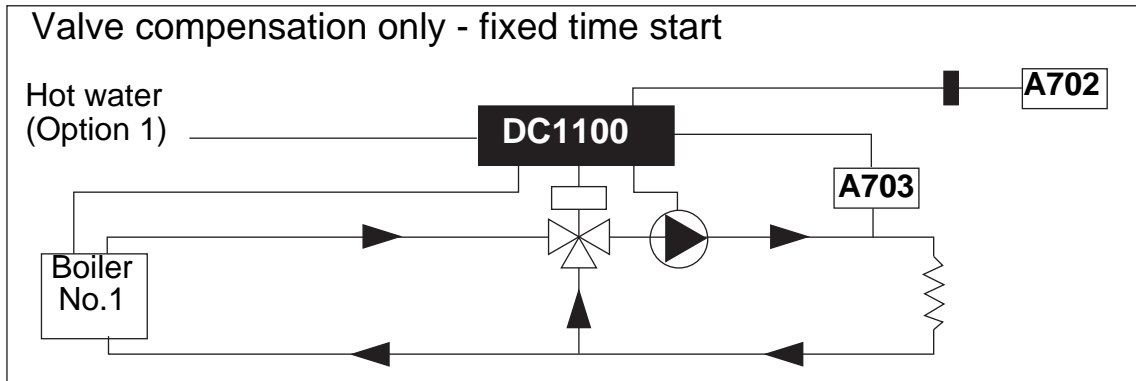 Valve compensation only - fixed time start
Hot water
(Option 1)
DC1100
A702
A703
Boiler
No.1